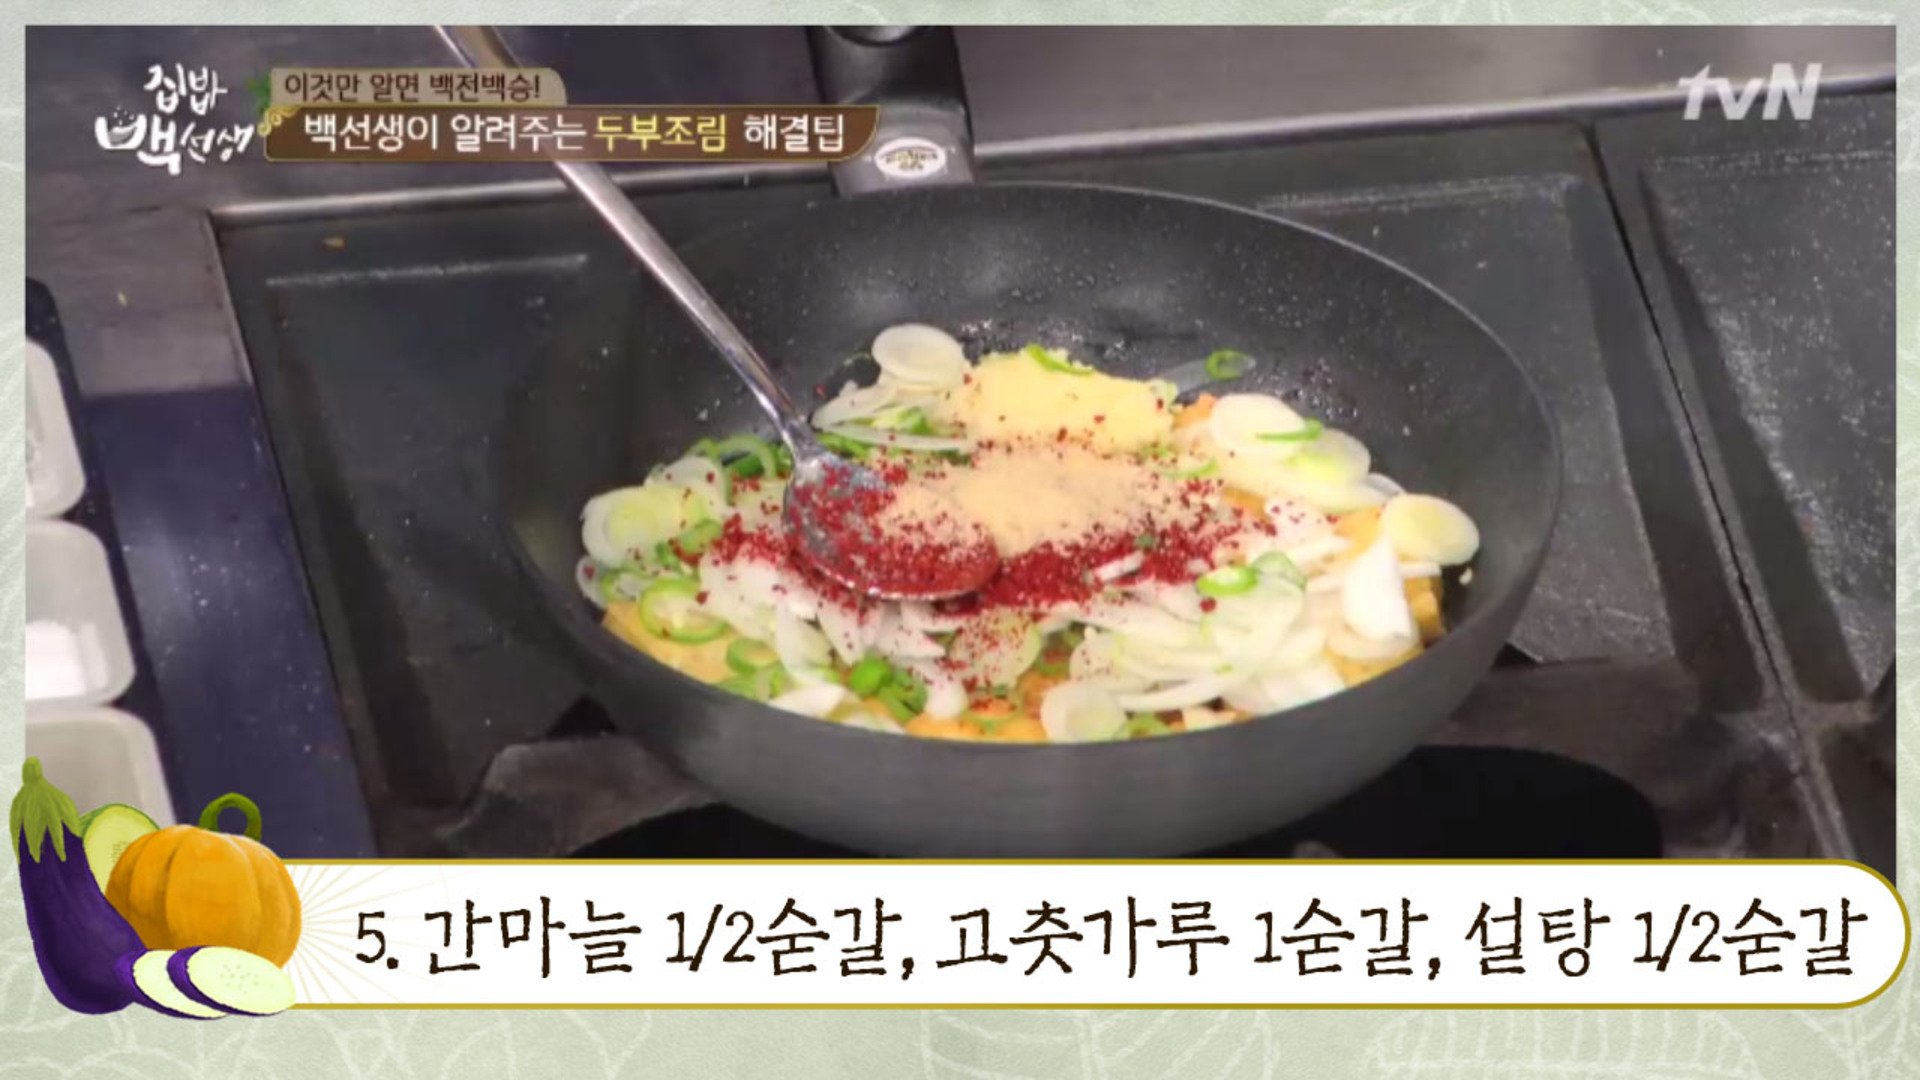 집밥
백선생
이것만 알면 백전백승!
백선생이 알려주는 두부조림 해결팁
tvN
5. 간마늘 1/2숟갈, 고춧가루 1숟갈, 설탕 1/2숟갈